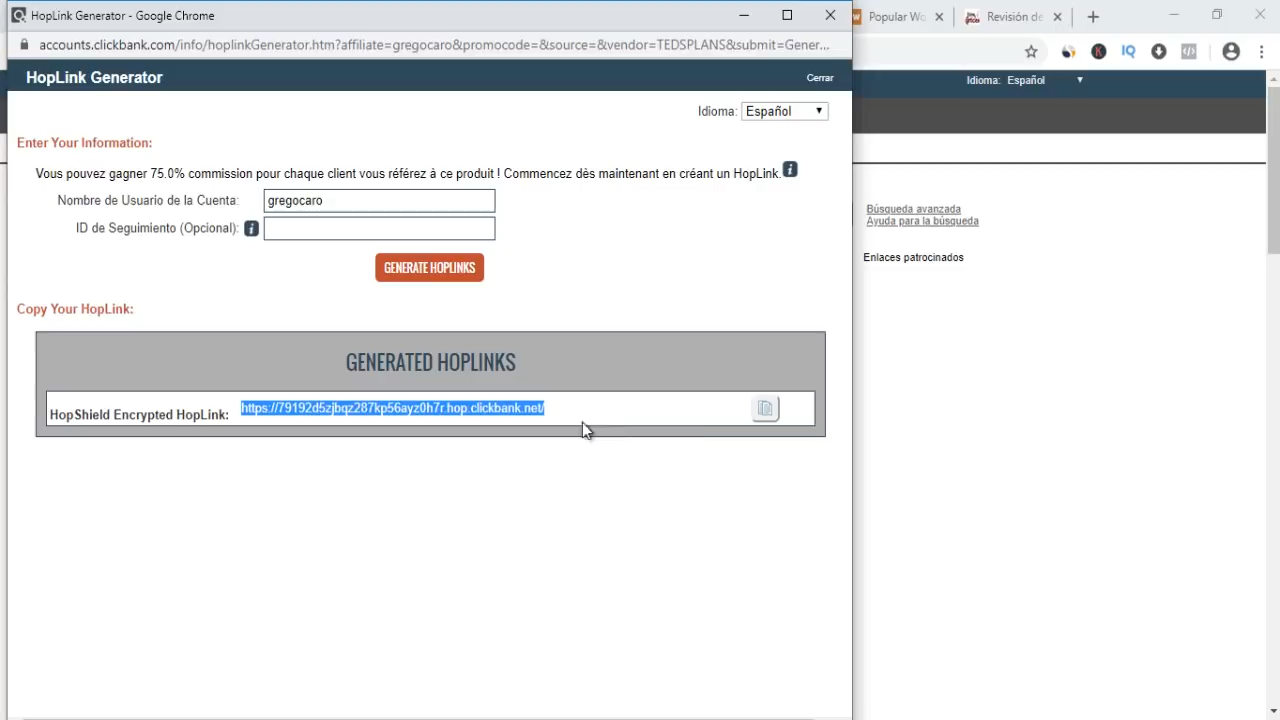 HopLink Generator - Google Chrome
Popular Wo
Revisión de
accounts.clickbank.com/info/hoplinkGenerator.htm?affiliate=gregocaro&promocode=&source=&vendor=TEDSPLANS&submit=Gener...
K
IQ
HopLink Generator
Cerrar
Idioma: Español
Idioma: Español
Enter Your Information:
Vous pouvez gagner 75.0% commission pour chaque client vous référez à ce produit ! Commencez dès maintenant en créant un HopLink.
Nombre de Usuario de la Cuenta: gregocaro
ID de Seguimiento (Opcional):
Búsqueda avanzada
Ayuda para la búsqueda
Enlaces patrocinados
GENERATE HOPLINKS
Copy Your HopLink:
GENERATED HOPLINKS
HopShield Encrypted HopLink: https://79192d5zjbqz287kp56ayz0h7r.hop.clickbank.net/